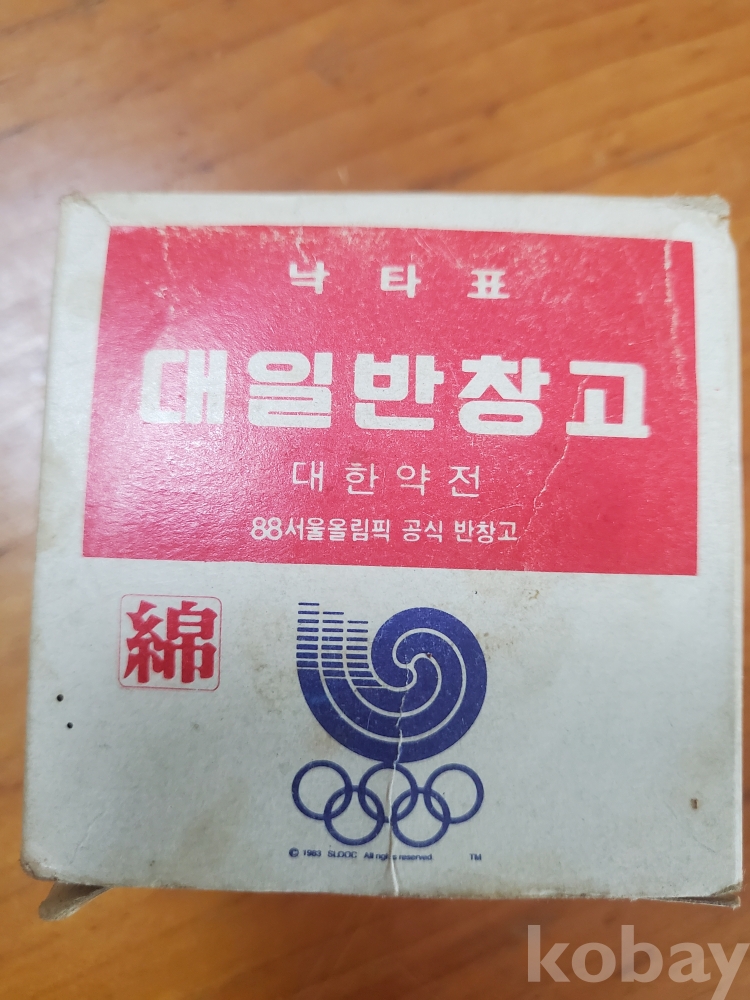 낙타표
대일반창고
대한약전
88서울올림픽 공식 반창고
綿
© 1983 SLOOC All rights reserved. TM
kobay